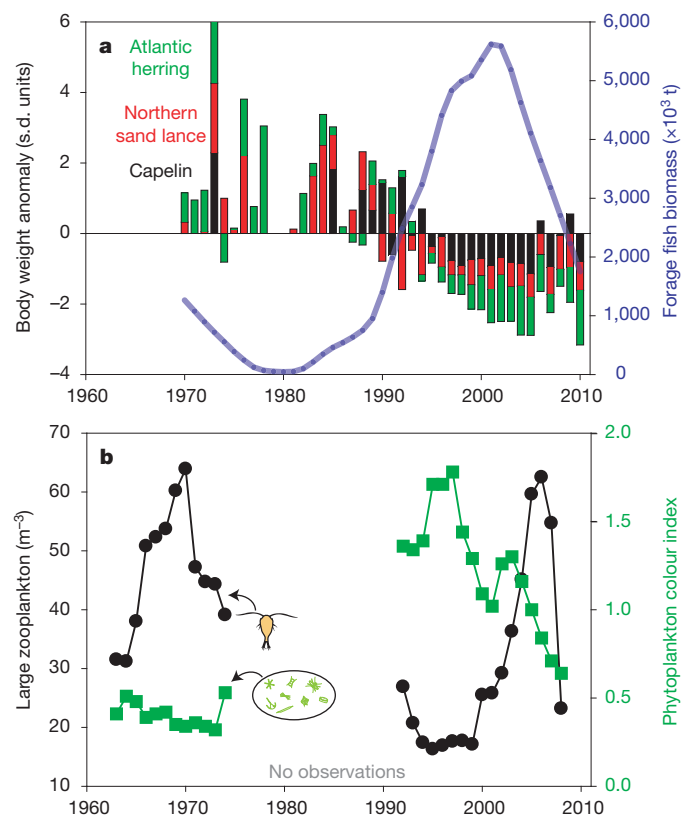 a
Atlantic
herring
Northern
sand lance
Capelin
Body weight anomaly (s.d. units)
6
4
2
0
−2
−4
Forage fish biomass (×10³ t)
6,000
5,000
4,000
3,000
2,000
1,000
0
1960 1970 1980 1990 2000 2010
b
Large zooplankton (m⁻³)
70
60
50
40
30
20
10
Phytoplankton colour index
2.0
1.5
1.0
0.5
0.0
No observations
1960 1970 1980 1990 2000 2010